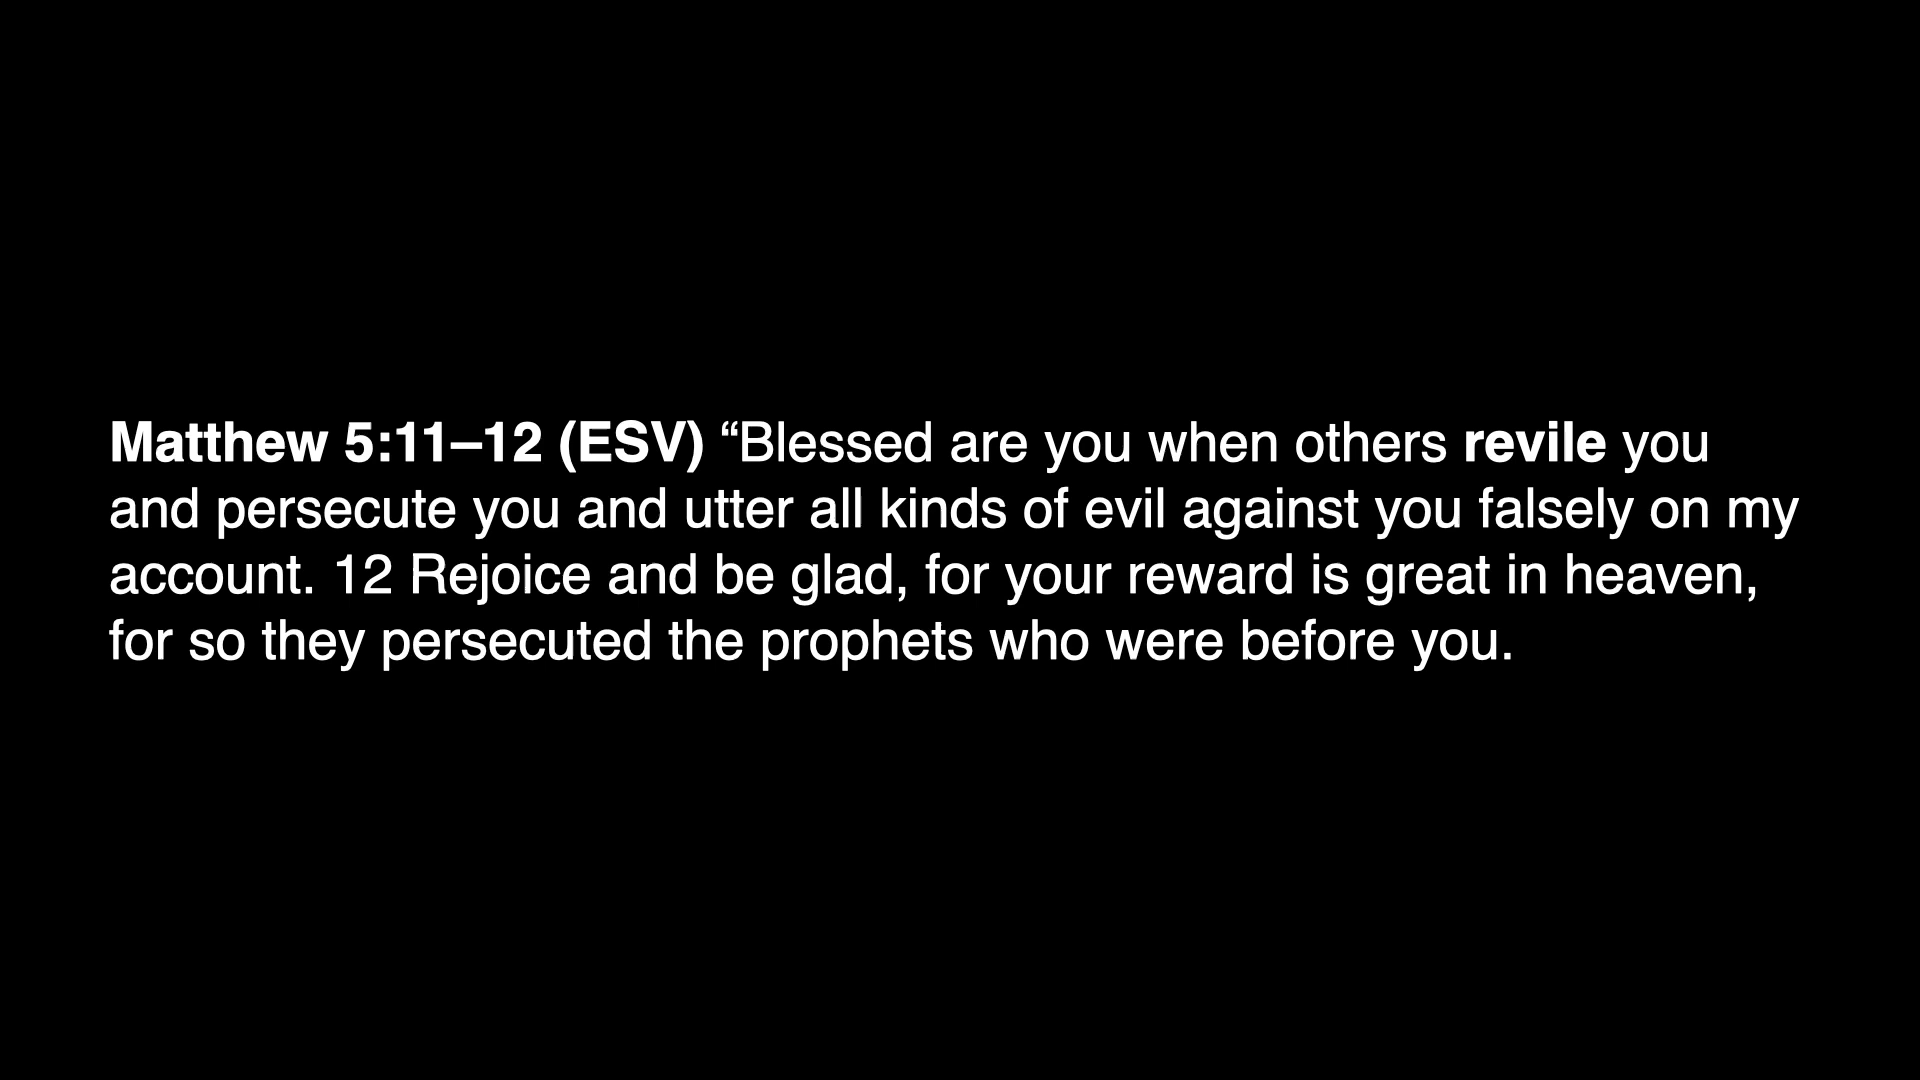 Matthew 5:11–12 (ESV) “Blessed are you when others revile you
and persecute you and utter all kinds of evil against you falsely on my
account. 12 Rejoice and be glad, for your reward is great in heaven,
for so they persecuted the prophets who were before you.